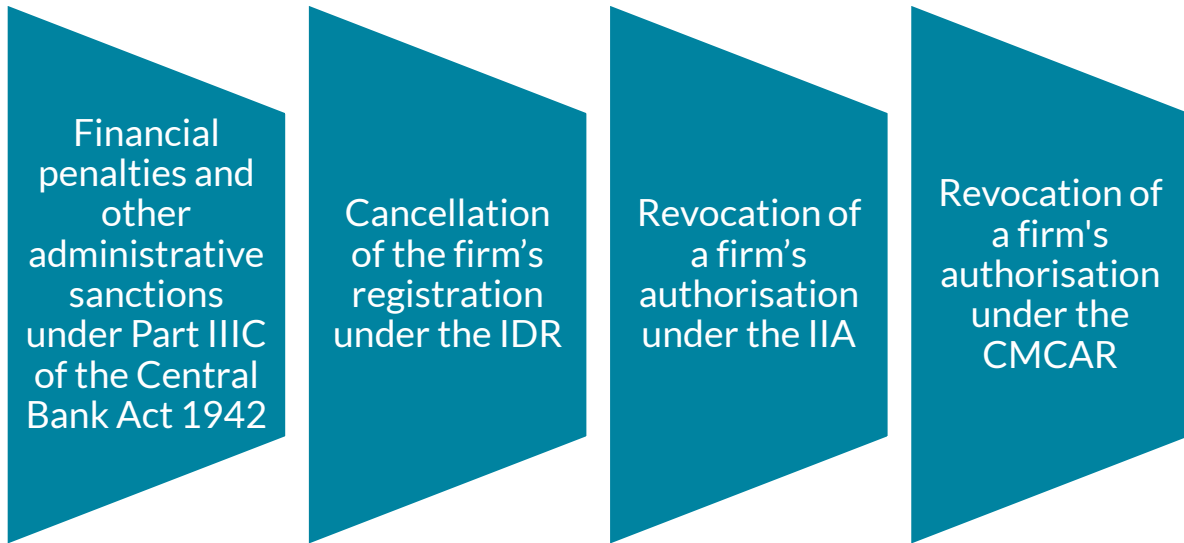 Financial
penalties and
other
administrative
sanctions
under Part IIIC
of the Central
Bank Act 1942
Cancellation
of the firm’s
registration
under the IDR
Revocation of
a firm’s
authorisation
under the IIA
Revocation of
a firm's
authorisation
under the
CMCAR